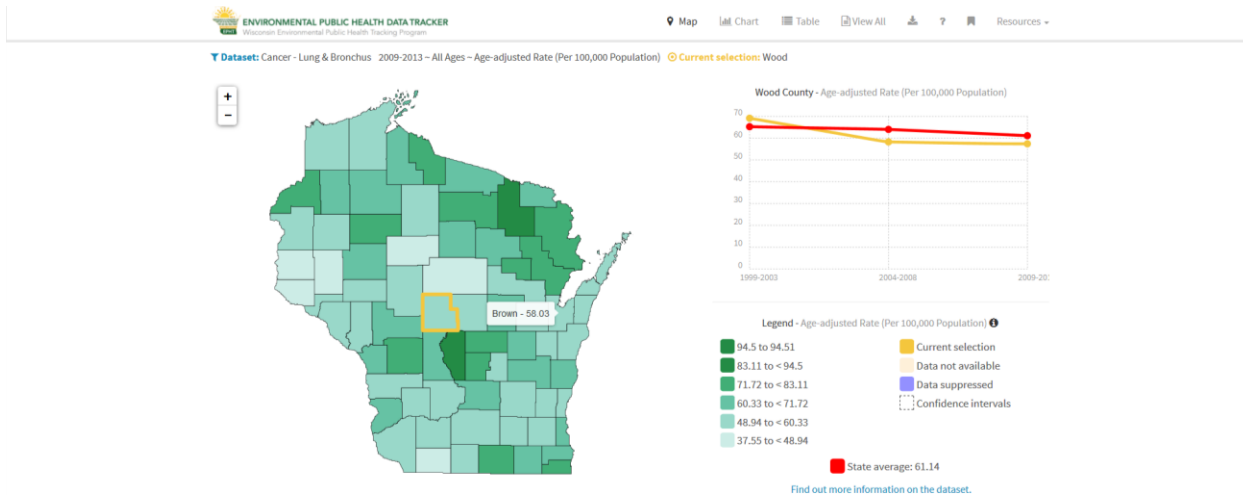 ENVIRONMENTAL PUBLIC HEALTH DATA TRACKER
Wisconsin Environmental Public Health Tracking Program
Map Chart Table View All ? Resources
Dataset: Cancer - Lung & Bronchus 2009-2013 ~ All Ages ~ Age-adjusted Rate (Per 100,000 Population) Current selection: Wood
+
−
Brown - 58.03
Wood County - Age-adjusted Rate (Per 100,000 Population)
70
60
50
40
30
20
10
0
1999-2003 2004-2008 2009-20:
Legend - Age-adjusted Rate (Per 100,000 Population)
94.5 to 94.51
83.11 to < 94.5
71.72 to < 83.11
60.33 to < 71.72
48.94 to < 60.33
37.55 to < 48.94
Current selection
Data not available
Data suppressed
Confidence intervals
State average: 61.14
Find out more information on the dataset.